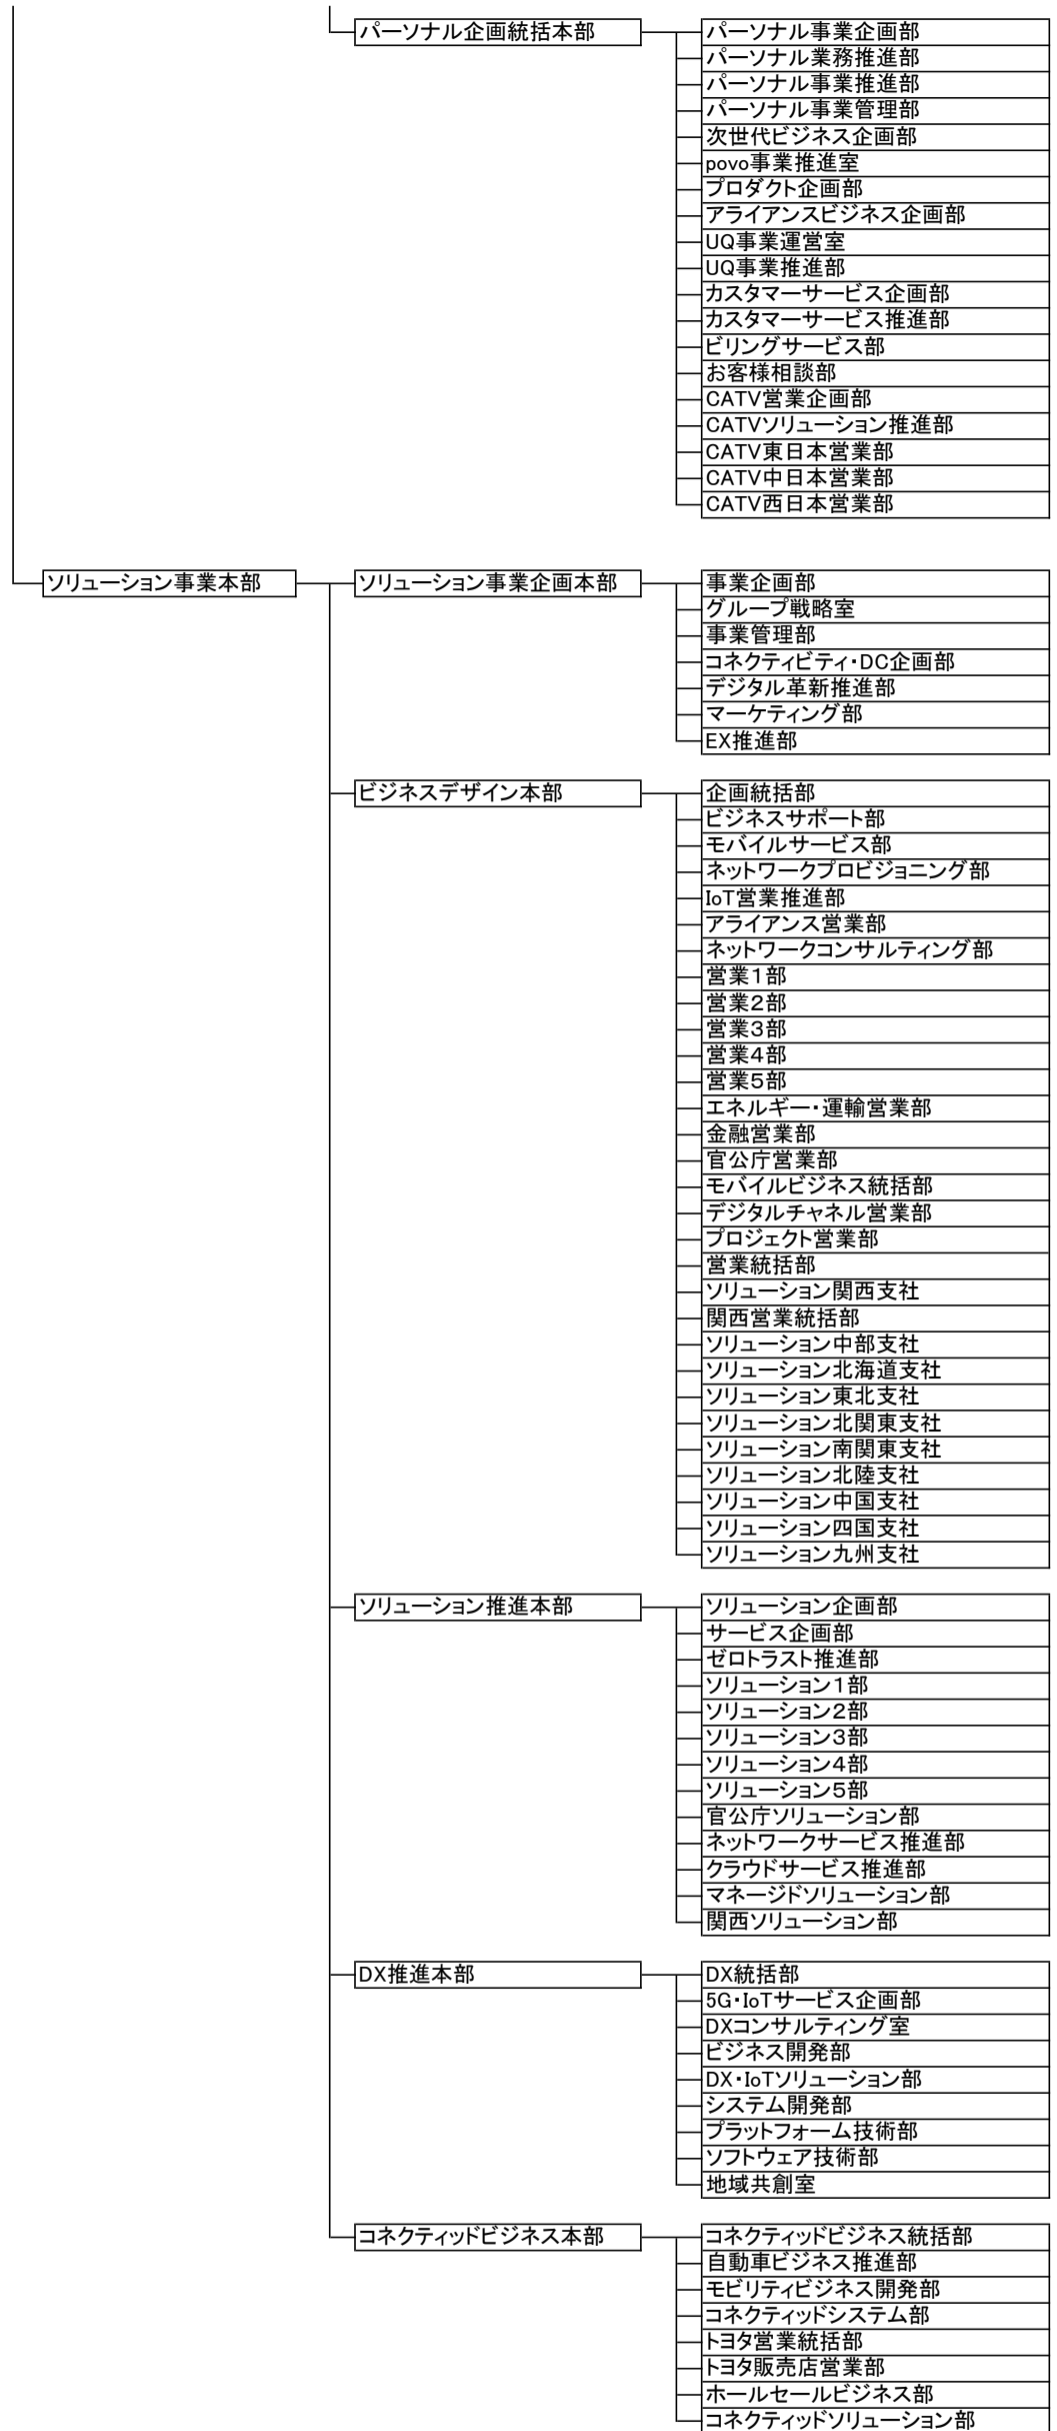 パーソナル企画統括本部
パーソナル事業企画部
パーソナル業務推進部
パーソナル事業推進部
パーソナル事業管理部
次世代ビジネス企画部
povo事業推進室
プロダクト企画部
アライアンスビジネス企画部
UQ事業運営室
UQ事業推進部
カスタマーサービス企画部
カスタマーサービス推進部
ビリングサービス部
お客様相談部
CATV営業企画部
CATVソリューション推進部
CATV東日本営業部
CATV中日本営業部
CATV西日本営業部
ソリューション事業本部
ソリューション事業企画本部
事業企画部
グループ戦略室
事業管理部
コネクティビティ・DC企画部
デジタル革新推進部
マーケティング部
EX推進部
ビジネスデザイン本部
企画統括部
ビジネスサポート部
モバイルサービス部
ネットワークプロビジョニング部
IoT営業推進部
アライアンス営業部
ネットワークコンサルティング部
営業1部
営業2部
営業3部
営業4部
営業5部
エネルギー・運輸営業部
金融営業部
官公庁営業部
モバイルビジネス統括部
デジタルチャネル営業部
プロジェクト営業部
営業統括部
ソリューション関西支社
関西営業統括部
ソリューション中部支社
ソリューション北海道支社
ソリューション東北支社
ソリューション北関東支社
ソリューション南関東支社
ソリューション北陸支社
ソリューション中国支社
ソリューション四国支社
ソリューション九州支社
ソリューション推進本部
ソリューション企画部
サービス企画部
ゼロトラスト推進部
ソリューション1部
ソリューション2部
ソリューション3部
ソリューション4部
ソリューション5部
官公庁ソリューション部
ネットワークサービス推進部
クラウドサービス推進部
マネージドソリューション部
関西ソリューション部
DX推進本部
DX統括部
5G・IoTサービス企画部
DXコンサルティング室
ビジネス開発部
DX・IoTソリューション部
システム開発部
プラットフォーム技術部
ソフトウェア技術部
地域共創室
コネクティッドビジネス本部
コネクティッドビジネス統括部
自動車ビジネス推進部
モビリティビジネス開発部
コネクティッドシステム部
トヨタ営業統括部
トヨタ販売店営業部
ホールセールビジネス部
コネクティッドソリューション部